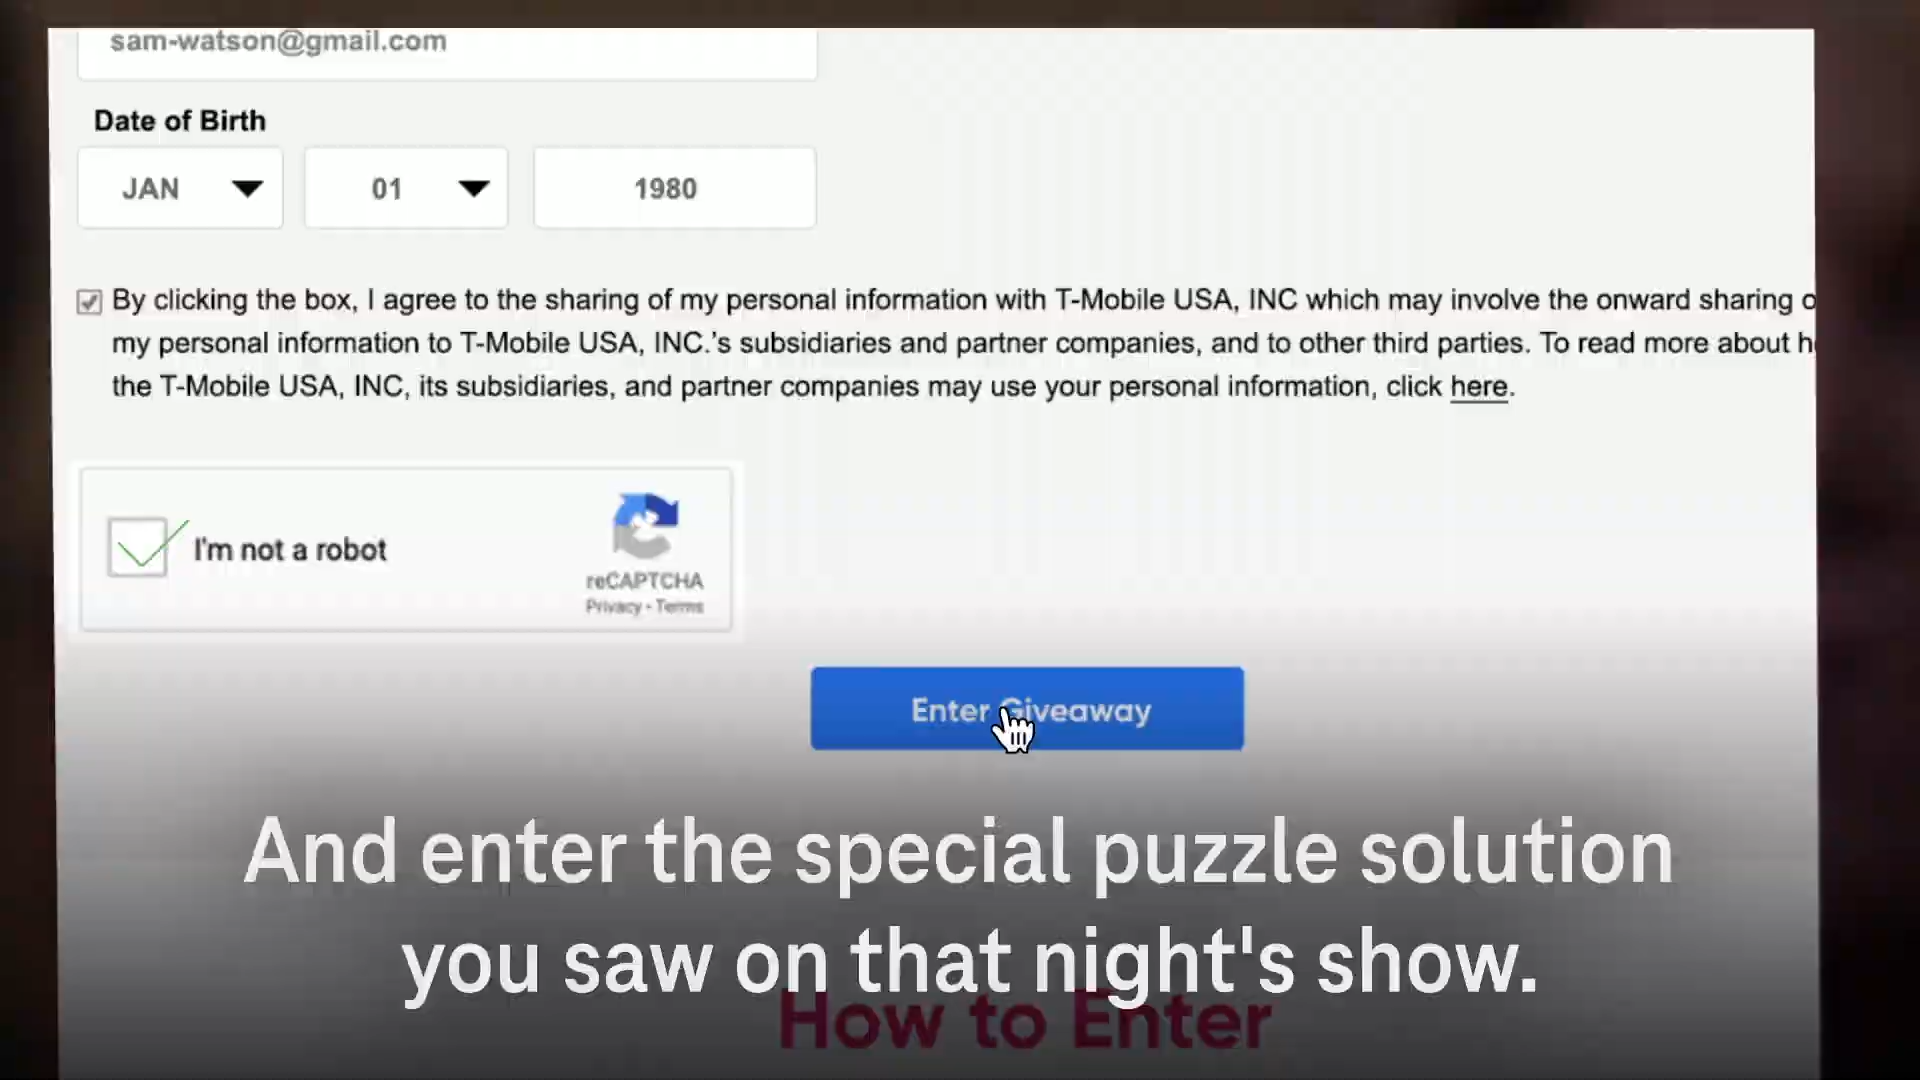 sam-watson@gmail.com
Date of Birth
JAN 01 1980
By clicking the box, I agree to the sharing of my personal information with T-Mobile USA, INC which may involve the onward sharing
my personal information to T-Mobile USA, INC.'s subsidiaries and partner companies, and to other third parties. To read more about
the T-Mobile USA, INC, its subsidiaries, and partner companies may use your personal information, click here.
I'm not a robot
reCAPTCHA
Privacy - Terms
Enter Giveaway
And enter the special puzzle solution
you saw on that night's show.
How to Enter